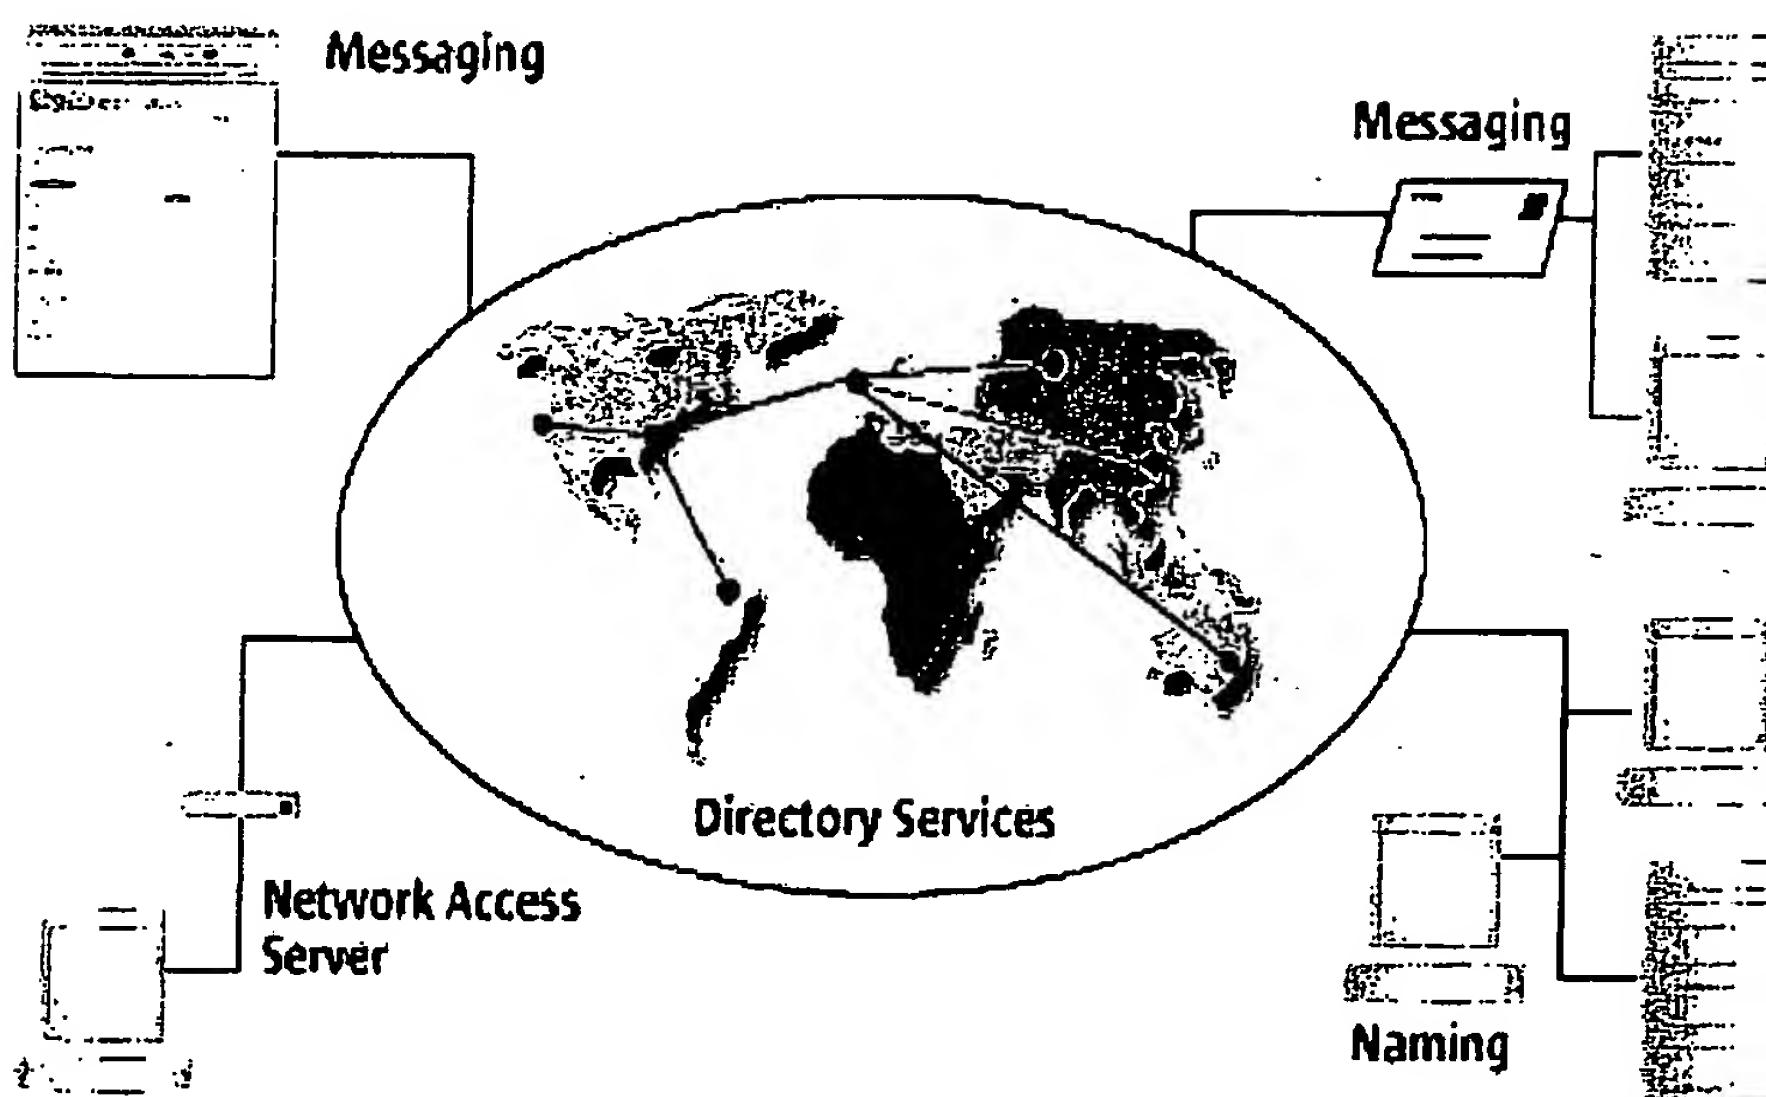 Messaging
Messaging
Directory Services
Network Access
Server
Naming